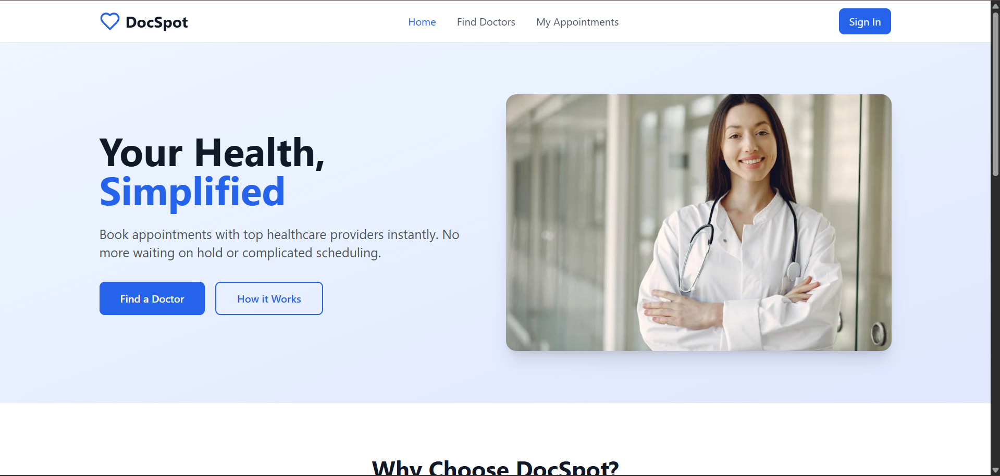 DocSpot
Home
Find Doctors
My Appointments
Sign In
Your Health,
Simplified
Book appointments with top healthcare providers instantly. No
more waiting on hold or complicated scheduling.
Find a Doctor
How it Works
Why Choose DocSpot?